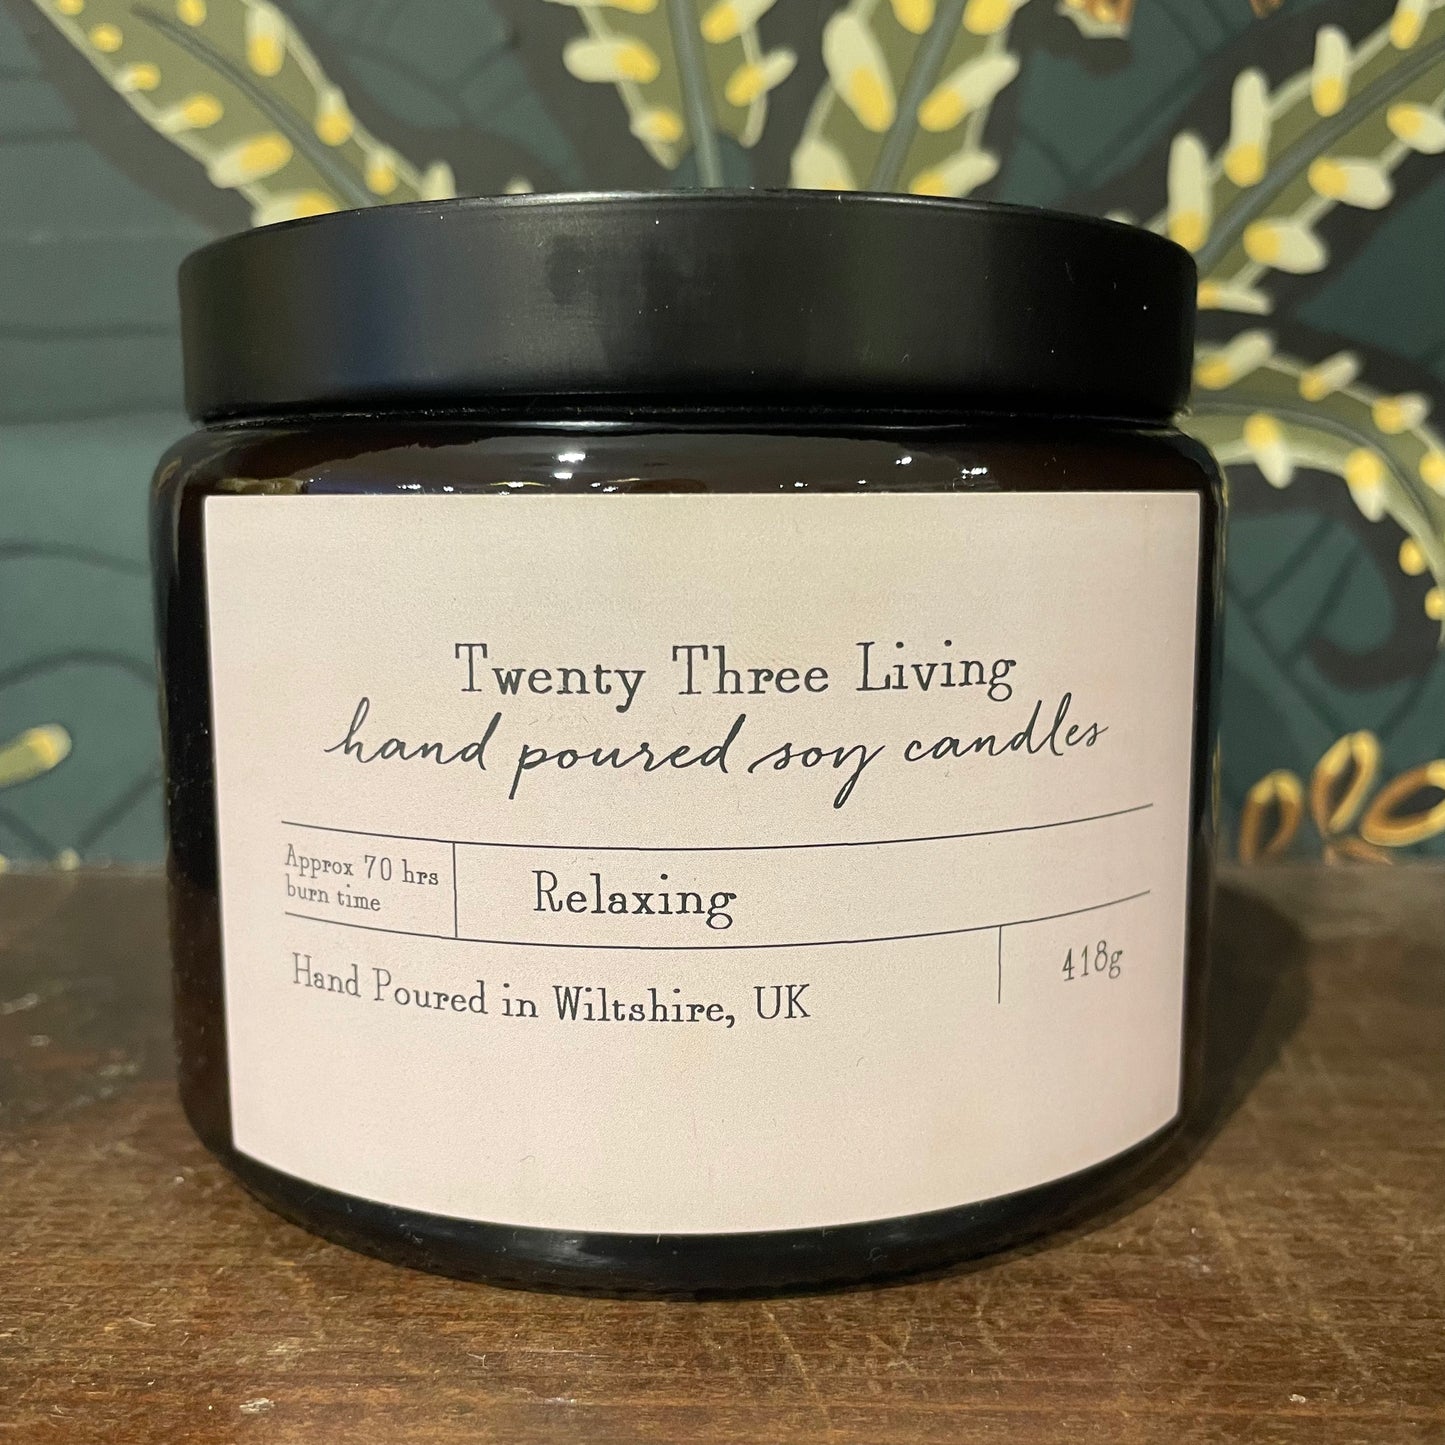 Twenty Three Living
hand poured soy candles
Approx 70 hrs
burn time
Relaxing
Hand Poured in Wiltshire, UK
418g